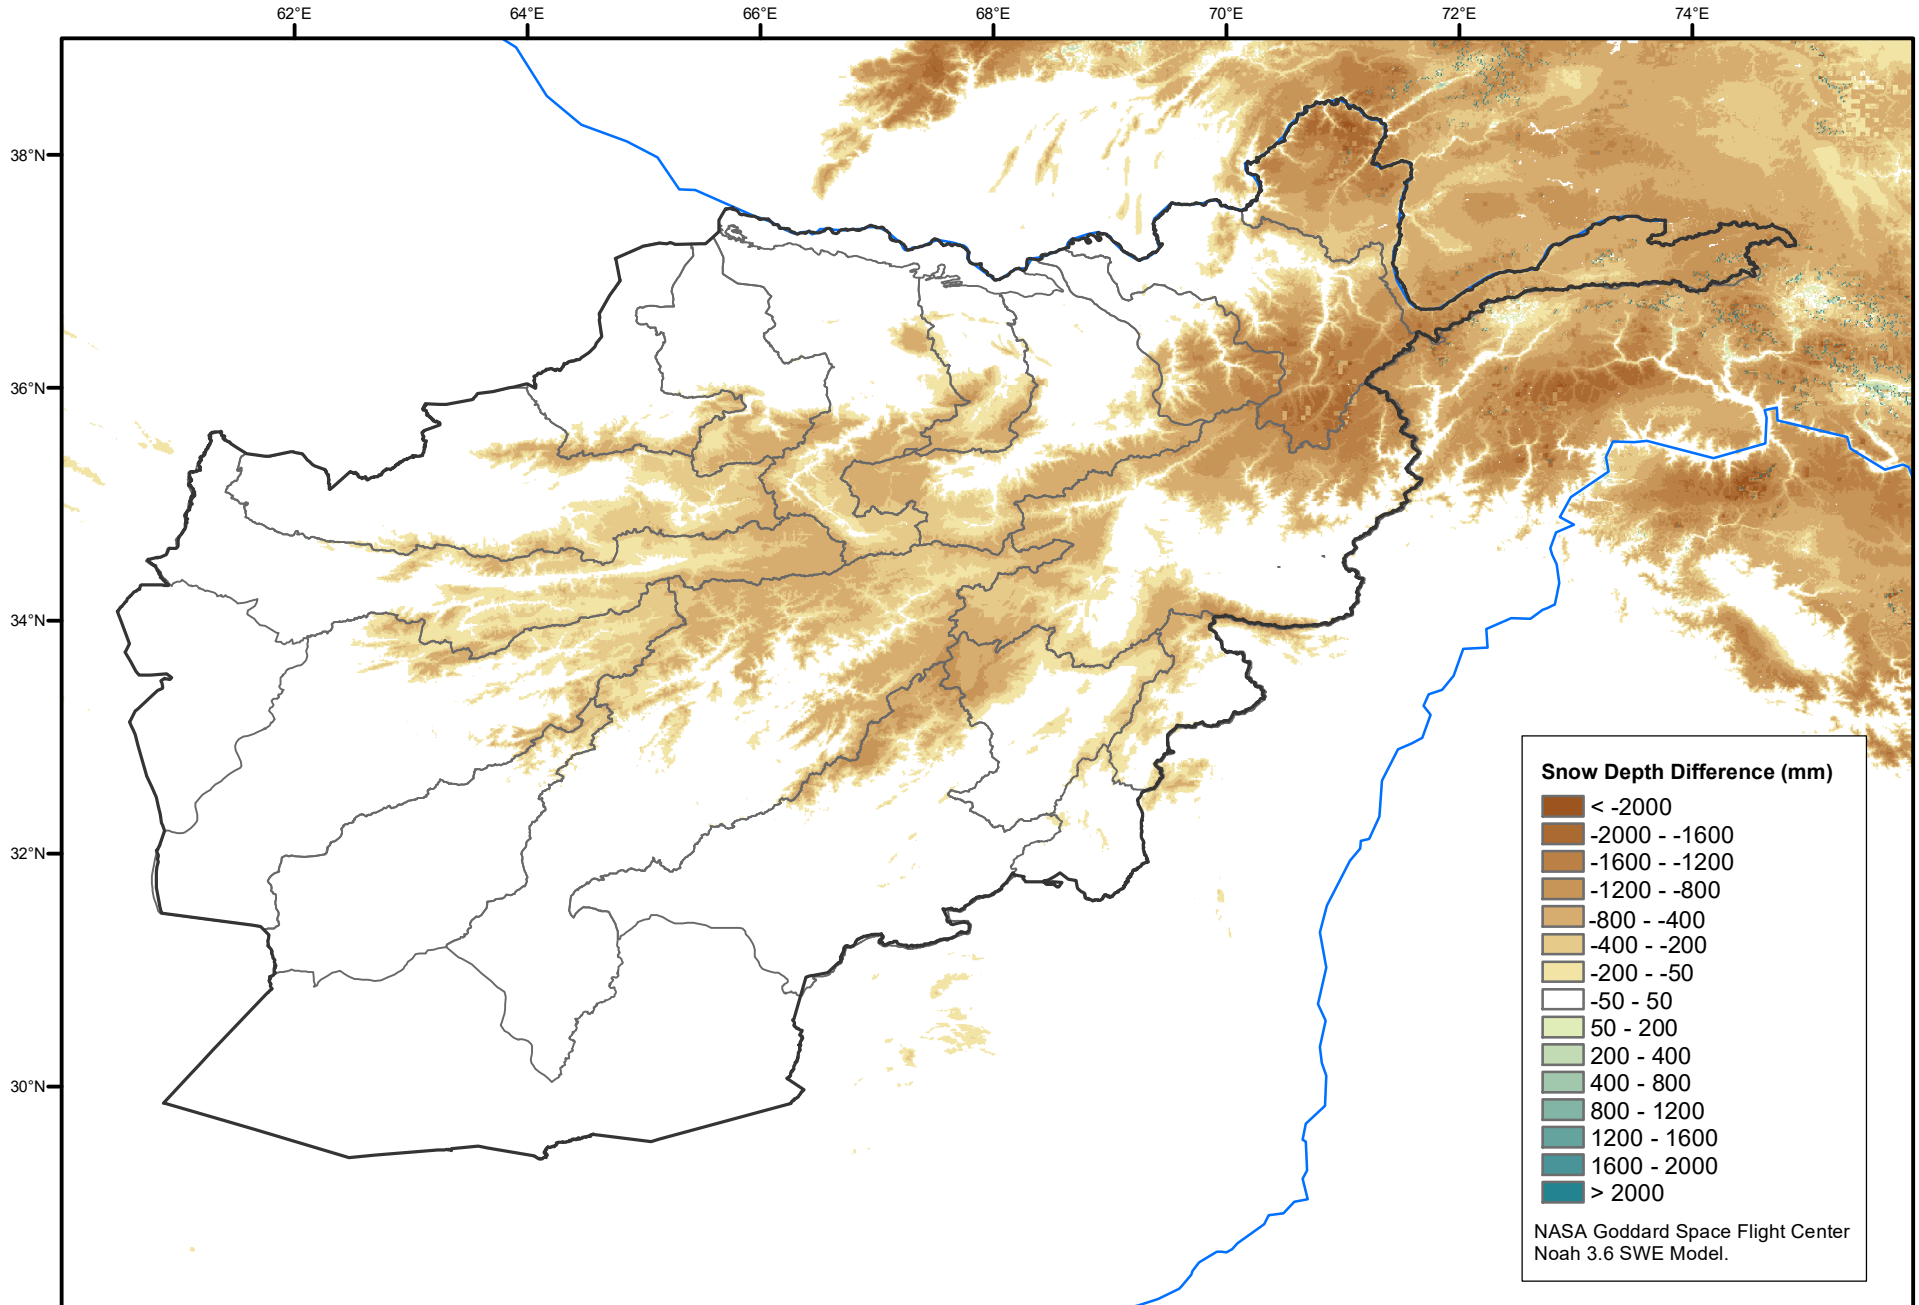 62°E 64°E 66°E 68°E 70°E 72°E 74°E
38°N
36°N
34°N
32°N
30°N
Snow Depth Difference (mm)
< -2000
-2000 - -1600
-1600 - -1200
-1200 - -800
-800 - -400
-400 - -200
-200 - -50
-50 - 50
50 - 200
200 - 400
400 - 800
800 - 1200
1200 - 1600
1600 - 2000
> 2000
NASA Goddard Space Flight Center
Noah 3.6 SWE Model.